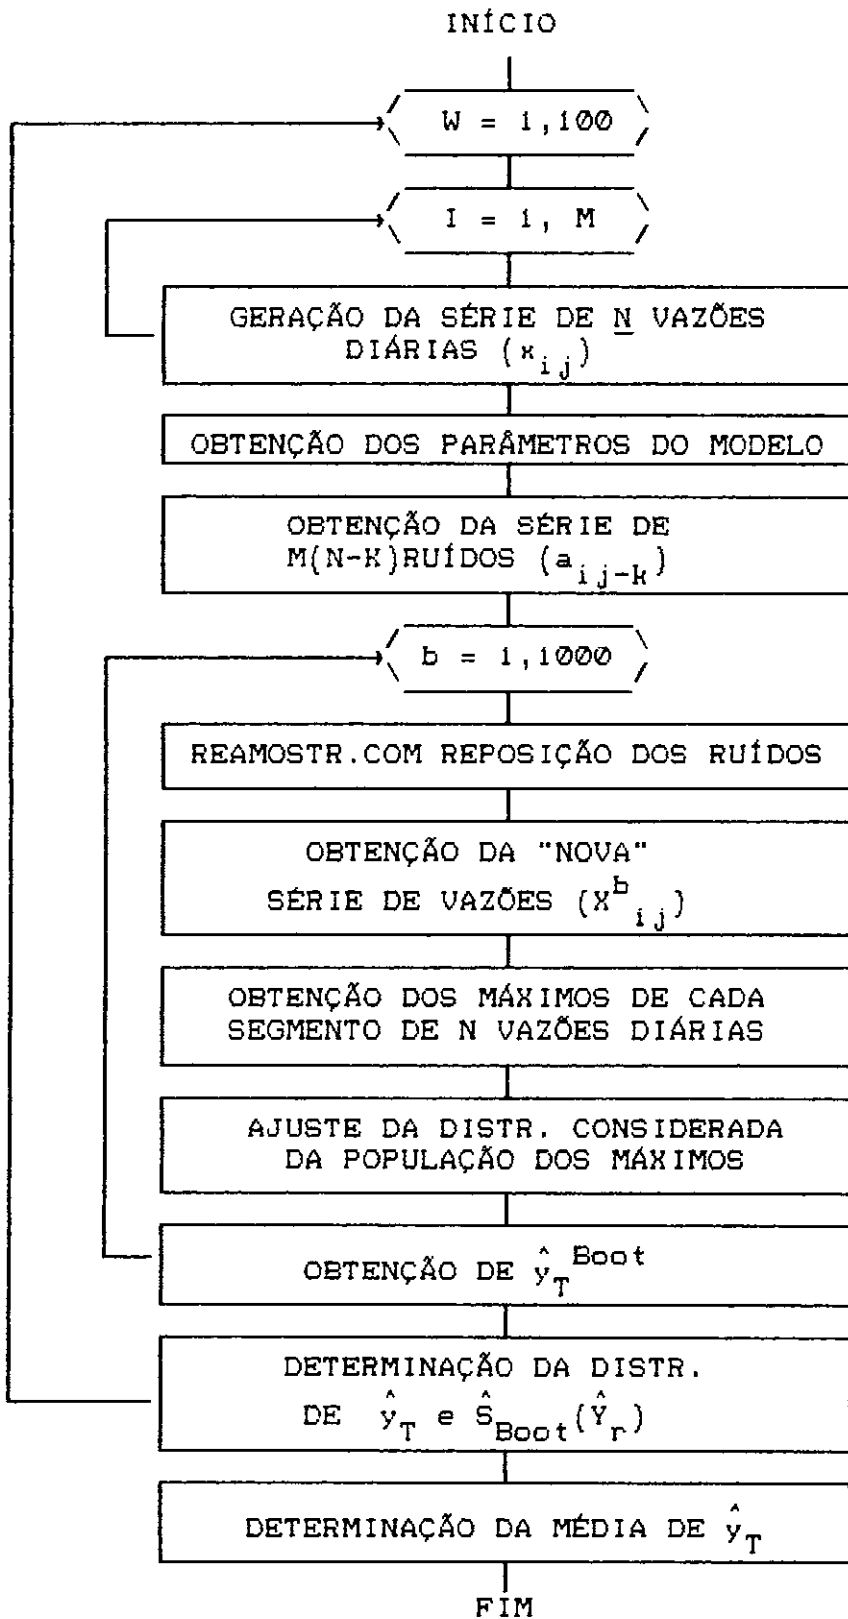 INÍCIO
W = 1,100
I = 1, M
GERAÇÃO DA SÉRIE DE N VAZÕES
DIÁRIAS (x_ij)
OBTENÇÃO DOS PARÂMETROS DO MODELO
OBTENÇÃO DA SÉRIE DE
M(N-K)RUÍDOS (a_ij-k)
b = 1,1000
REAMOSTR.COM REPOSIÇÃO DOS RUÍDOS
OBTENÇÃO DA "NOVA"
SÉRIE DE VAZÕES (X^b_ij)
OBTENÇÃO DOS MÁXIMOS DE CADA
SEGMENTO DE N VAZÕES DIÁRIAS
AJUSTE DA DISTR. CONSIDERADA
DA POPULAÇÃO DOS MÁXIMOS
OBTENÇÃO DE ŷ_T^Boot
DETERMINAÇÃO DA DISTR.
DE ŷ_T e Ŝ_Boot(Ŷ_r)
DETERMINAÇÃO DA MÉDIA DE ŷ_T
FIM